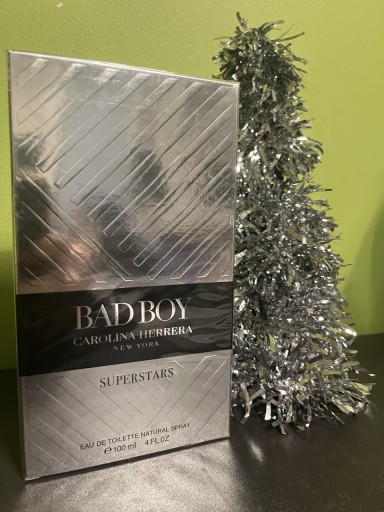 BAD BOY
CAROLINA HERRERA
NEW YORK
SUPERSTARS
EAU DE TOILETTE NATURAL SPRAY
℮ 100 ml 4 FL OZ